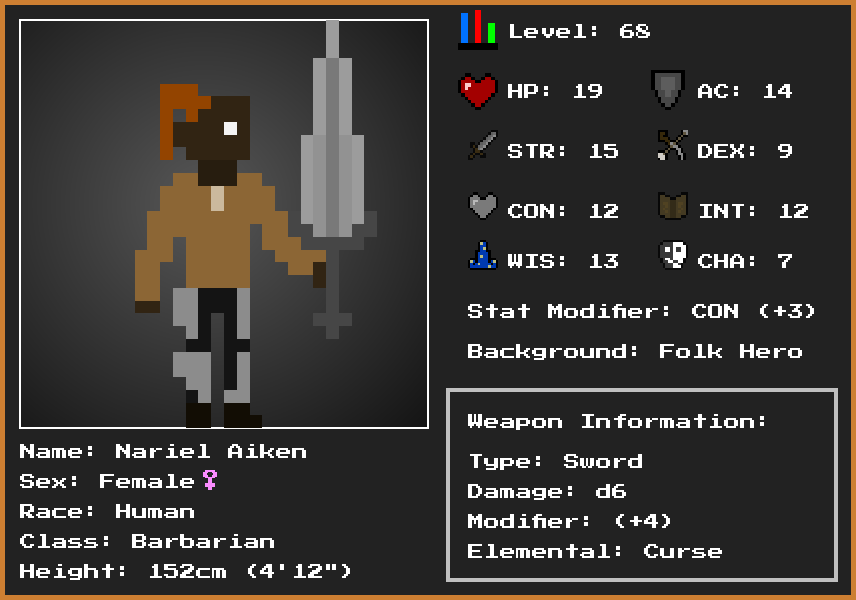 Level: 68
HP: 19
AC: 14
STR: 15
DEX: 9
CON: 12
INT: 12
WIS: 13
CHA: 7
Stat Modifier: CON (+3)
Background: Folk Hero
Weapon Information:
Type: Sword
Damage: d6
Modifier: (+4)
Elemental: Curse
Name: Nariel Aiken
Sex: Female♀
Race: Human
Class: Barbarian
Height: 152cm (4'12")